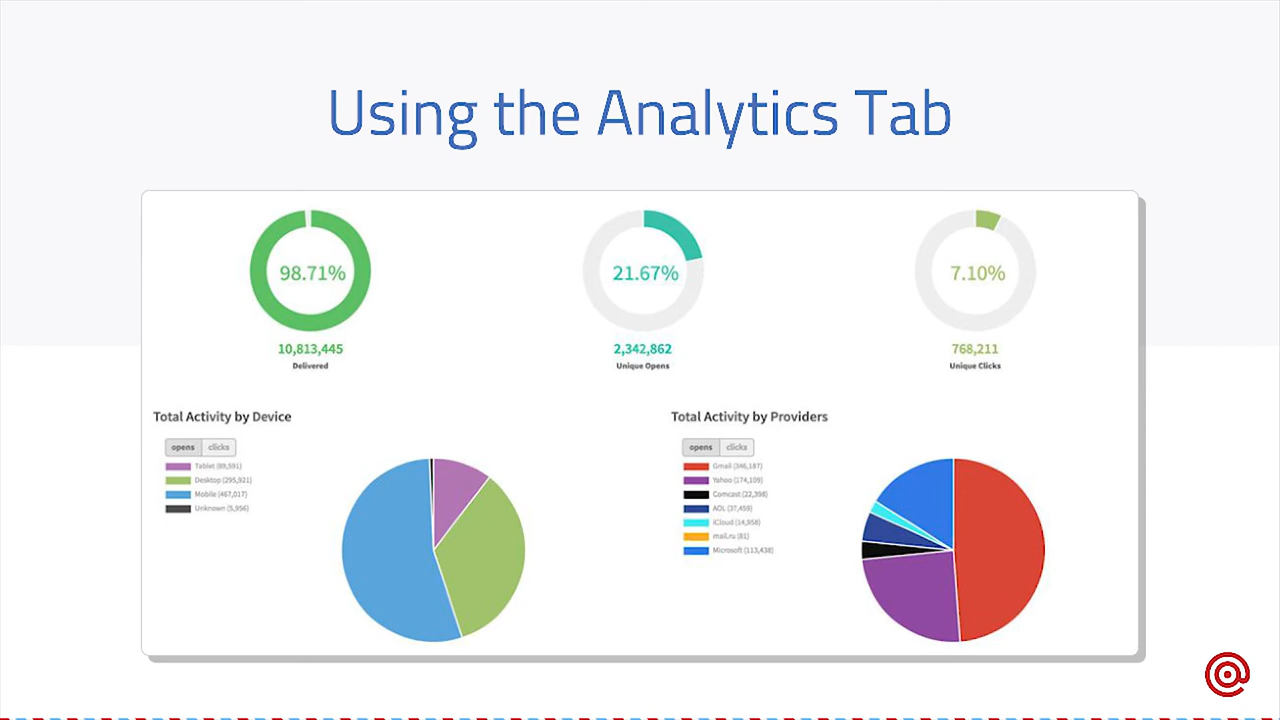 Using the Analytics Tab
98.71%
10,813,445
Delivered
21.67%
2,342,862
Unique Opens
7.10%
768,211
Unique Clicks
Total Activity by Device
opens clicks
Tablet (89,591)
Desktop (295,921)
Mobile (467,017)
Unknown (5,956)
Total Activity by Providers
opens clicks
Gmail (346,187)
Yahoo (174,109)
Comcast (22,398)
AOL (37,459)
iCloud (14,958)
mail.ru (81)
Microsoft (113,438)